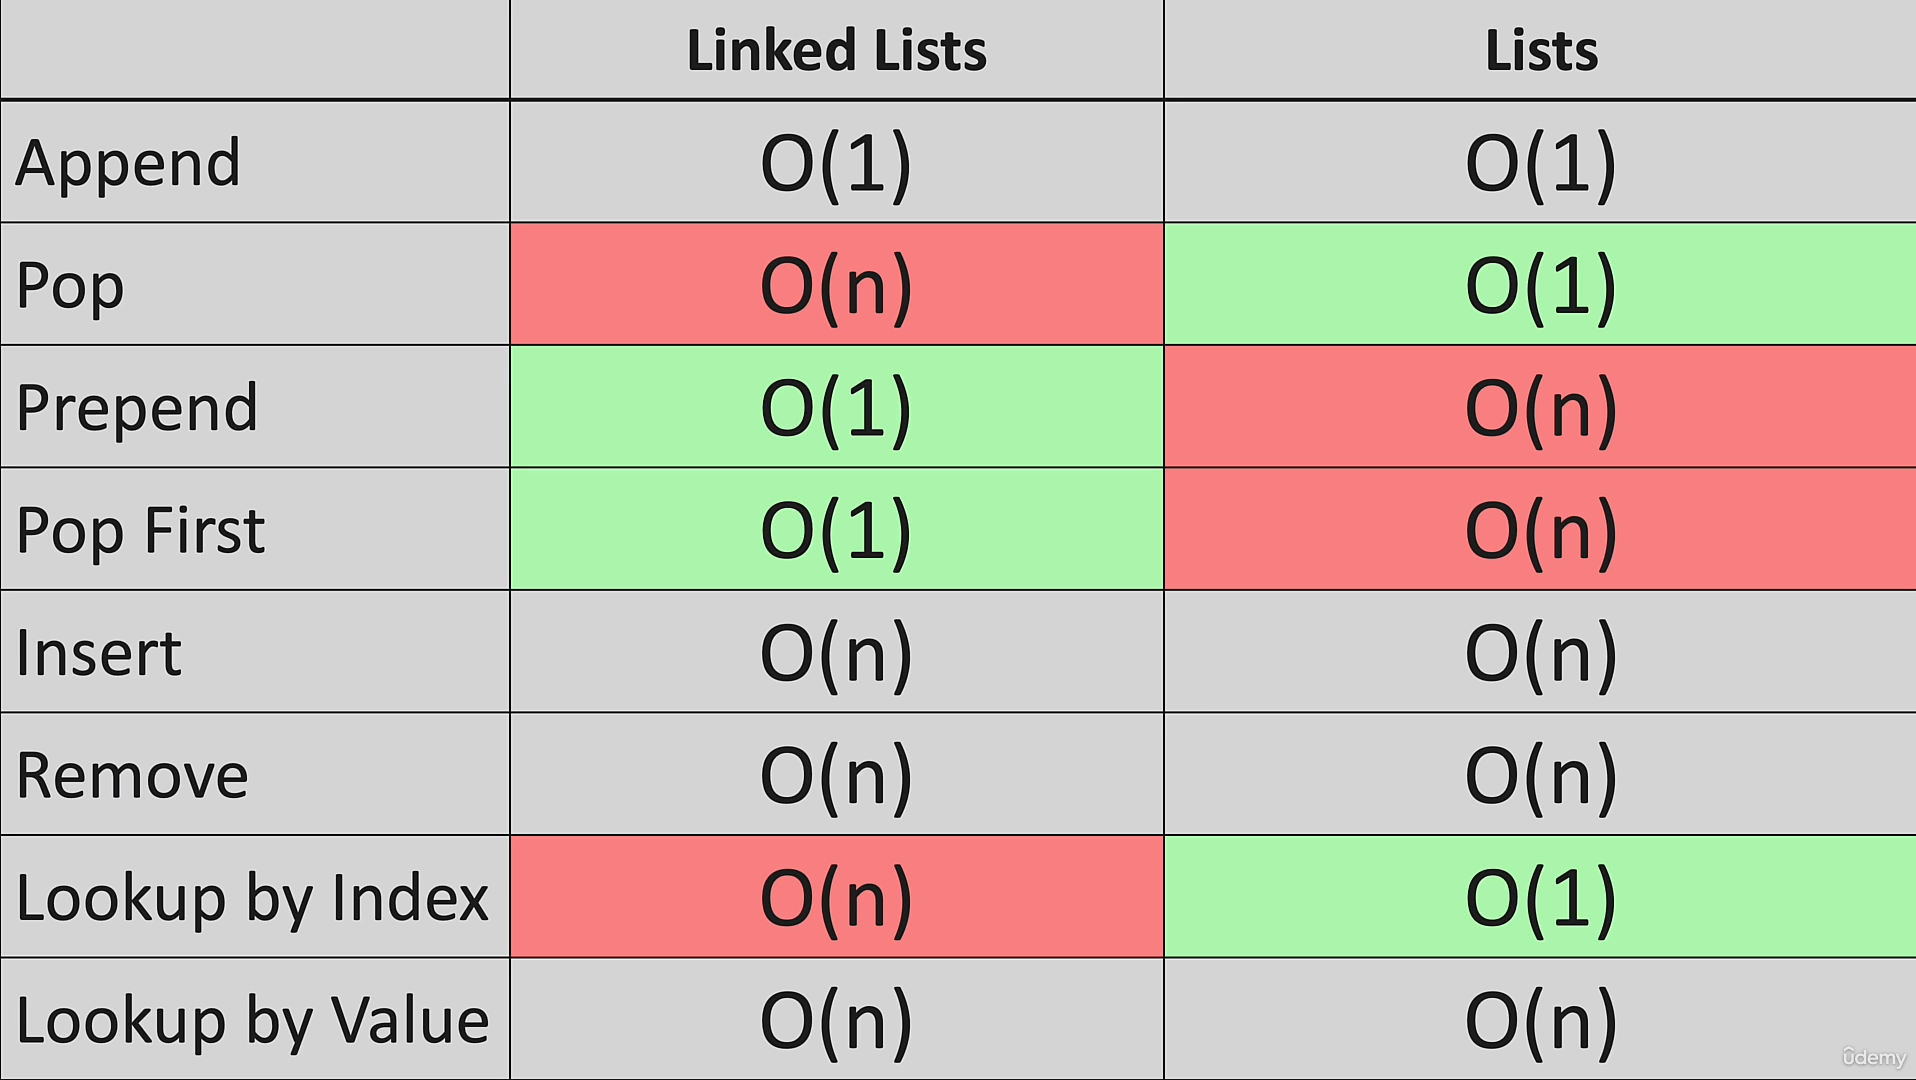 Linked Lists Lists
Append O(1) O(1)
Pop O(n) O(1)
Prepend O(1) O(n)
Pop First O(1) O(n)
Insert O(n) O(n)
Remove O(n) O(n)
Lookup by Index O(n) O(1)
Lookup by Value O(n) O(n)
ûdemy